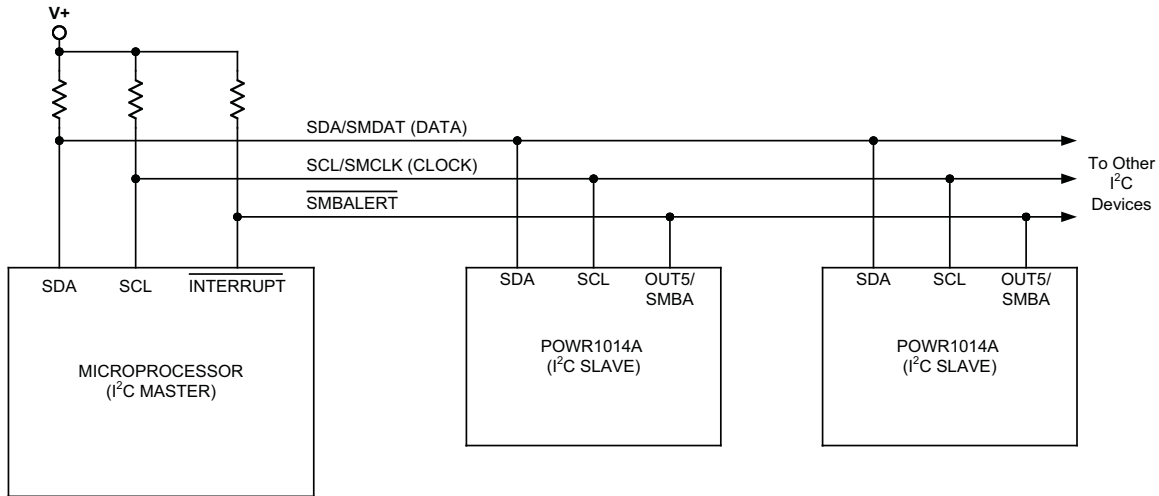 V+
SDA/SMDAT (DATA)
SCL/SMCLK (CLOCK)
SMBALERT
To Other
I²C
Devices
SDA SCL INTERRUPT
MICROPROCESSOR
(I²C MASTER)
SDA SCL OUT5/
SMBA
POWR1014A
(I²C SLAVE)
SDA SCL OUT5/
SMBA
POWR1014A
(I²C SLAVE)